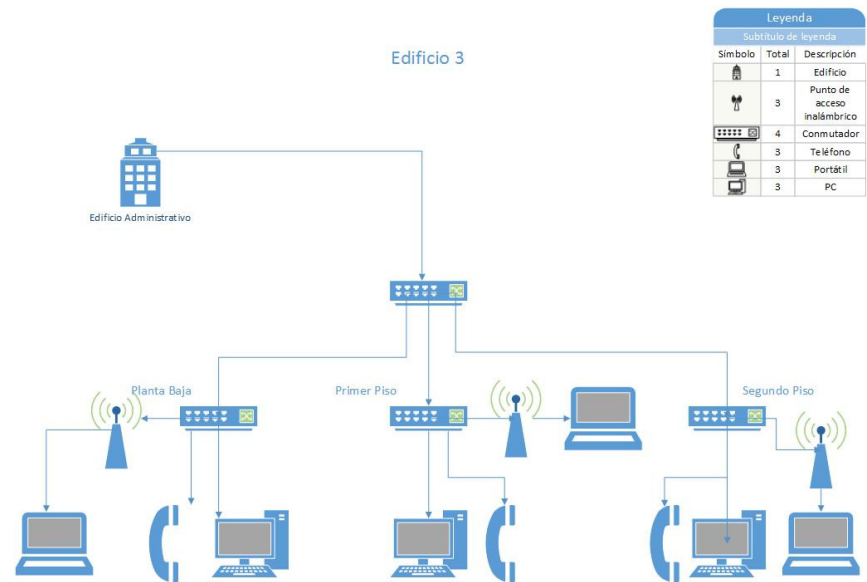 Leyenda
Subtítulo de leyenda
Símbolo Total Descripción
1 Edificio
3 Punto de
acceso
inalámbrico
4 Conmutador
3 Teléfono
3 Portátil
3 PC
Edificio 3
Edificio Administrativo
Planta Baja
Primer Piso
Segundo Piso